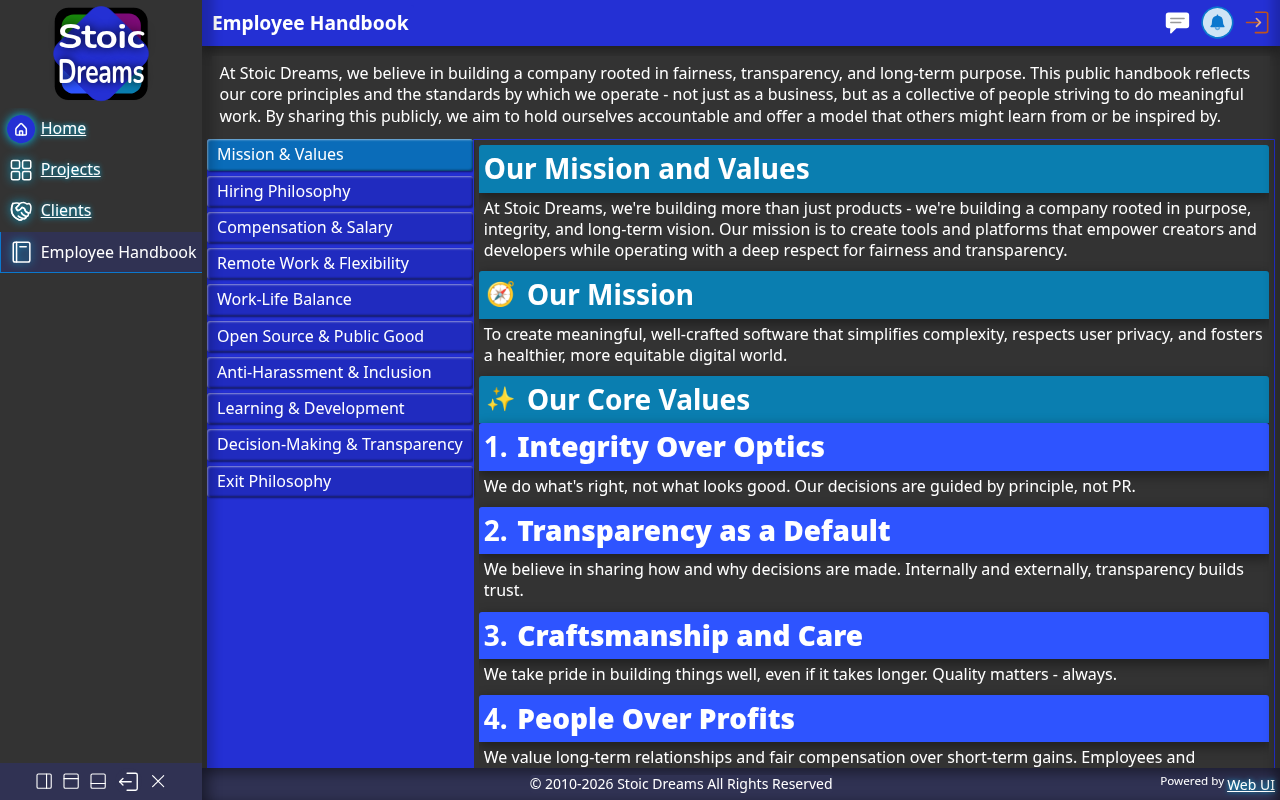 Stoic
Dreams
Home
Projects
Clients
Employee Handbook
Employee Handbook
At Stoic Dreams, we believe in building a company rooted in fairness, transparency, and long-term purpose. This public handbook reflects
our core principles and the standards by which we operate - not just as a business, but as a collective of people striving to do meaningful
work. By sharing this publicly, we aim to hold ourselves accountable and offer a model that others might learn from or be inspired by.
Mission & Values
Hiring Philosophy
Compensation & Salary
Remote Work & Flexibility
Work-Life Balance
Open Source & Public Good
Anti-Harassment & Inclusion
Learning & Development
Decision-Making & Transparency
Exit Philosophy
Our Mission and Values
At Stoic Dreams, we're building more than just products - we're building a company rooted in purpose,
integrity, and long-term vision. Our mission is to create tools and platforms that empower creators and
developers while operating with a deep respect for fairness and transparency.
🧭 Our Mission
To create meaningful, well-crafted software that simplifies complexity, respects user privacy, and fosters
a healthier, more equitable digital world.
✨ Our Core Values
1. Integrity Over Optics
We do what's right, not what looks good. Our decisions are guided by principle, not PR.
2. Transparency as a Default
We believe in sharing how and why decisions are made. Internally and externally, transparency builds
trust.
3. Craftsmanship and Care
We take pride in building things well, even if it takes longer. Quality matters - always.
4. People Over Profits
We value long-term relationships and fair compensation over short-term gains. Employees and
© 2010-2026 Stoic Dreams All Rights Reserved
Powered by Web UI